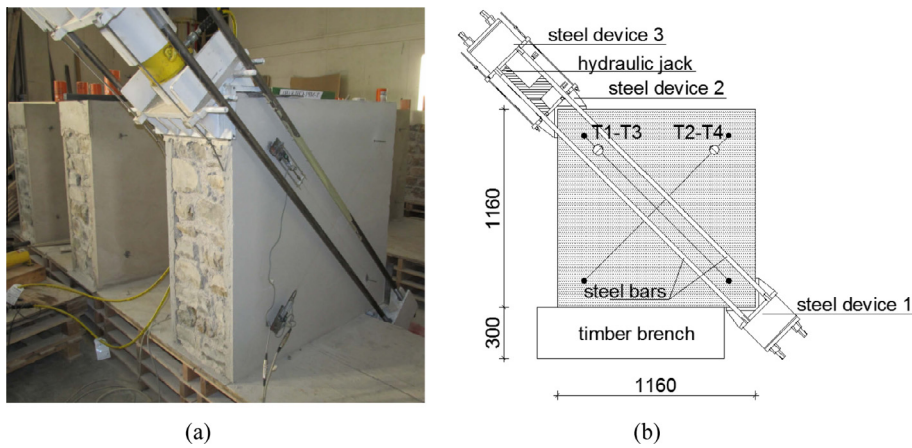 steel device 3
hydraulic jack
steel device 2
T1-T3
T2-T4
1160
steel bars
steel device 1
300
timber brench
1160
(a)
(b)